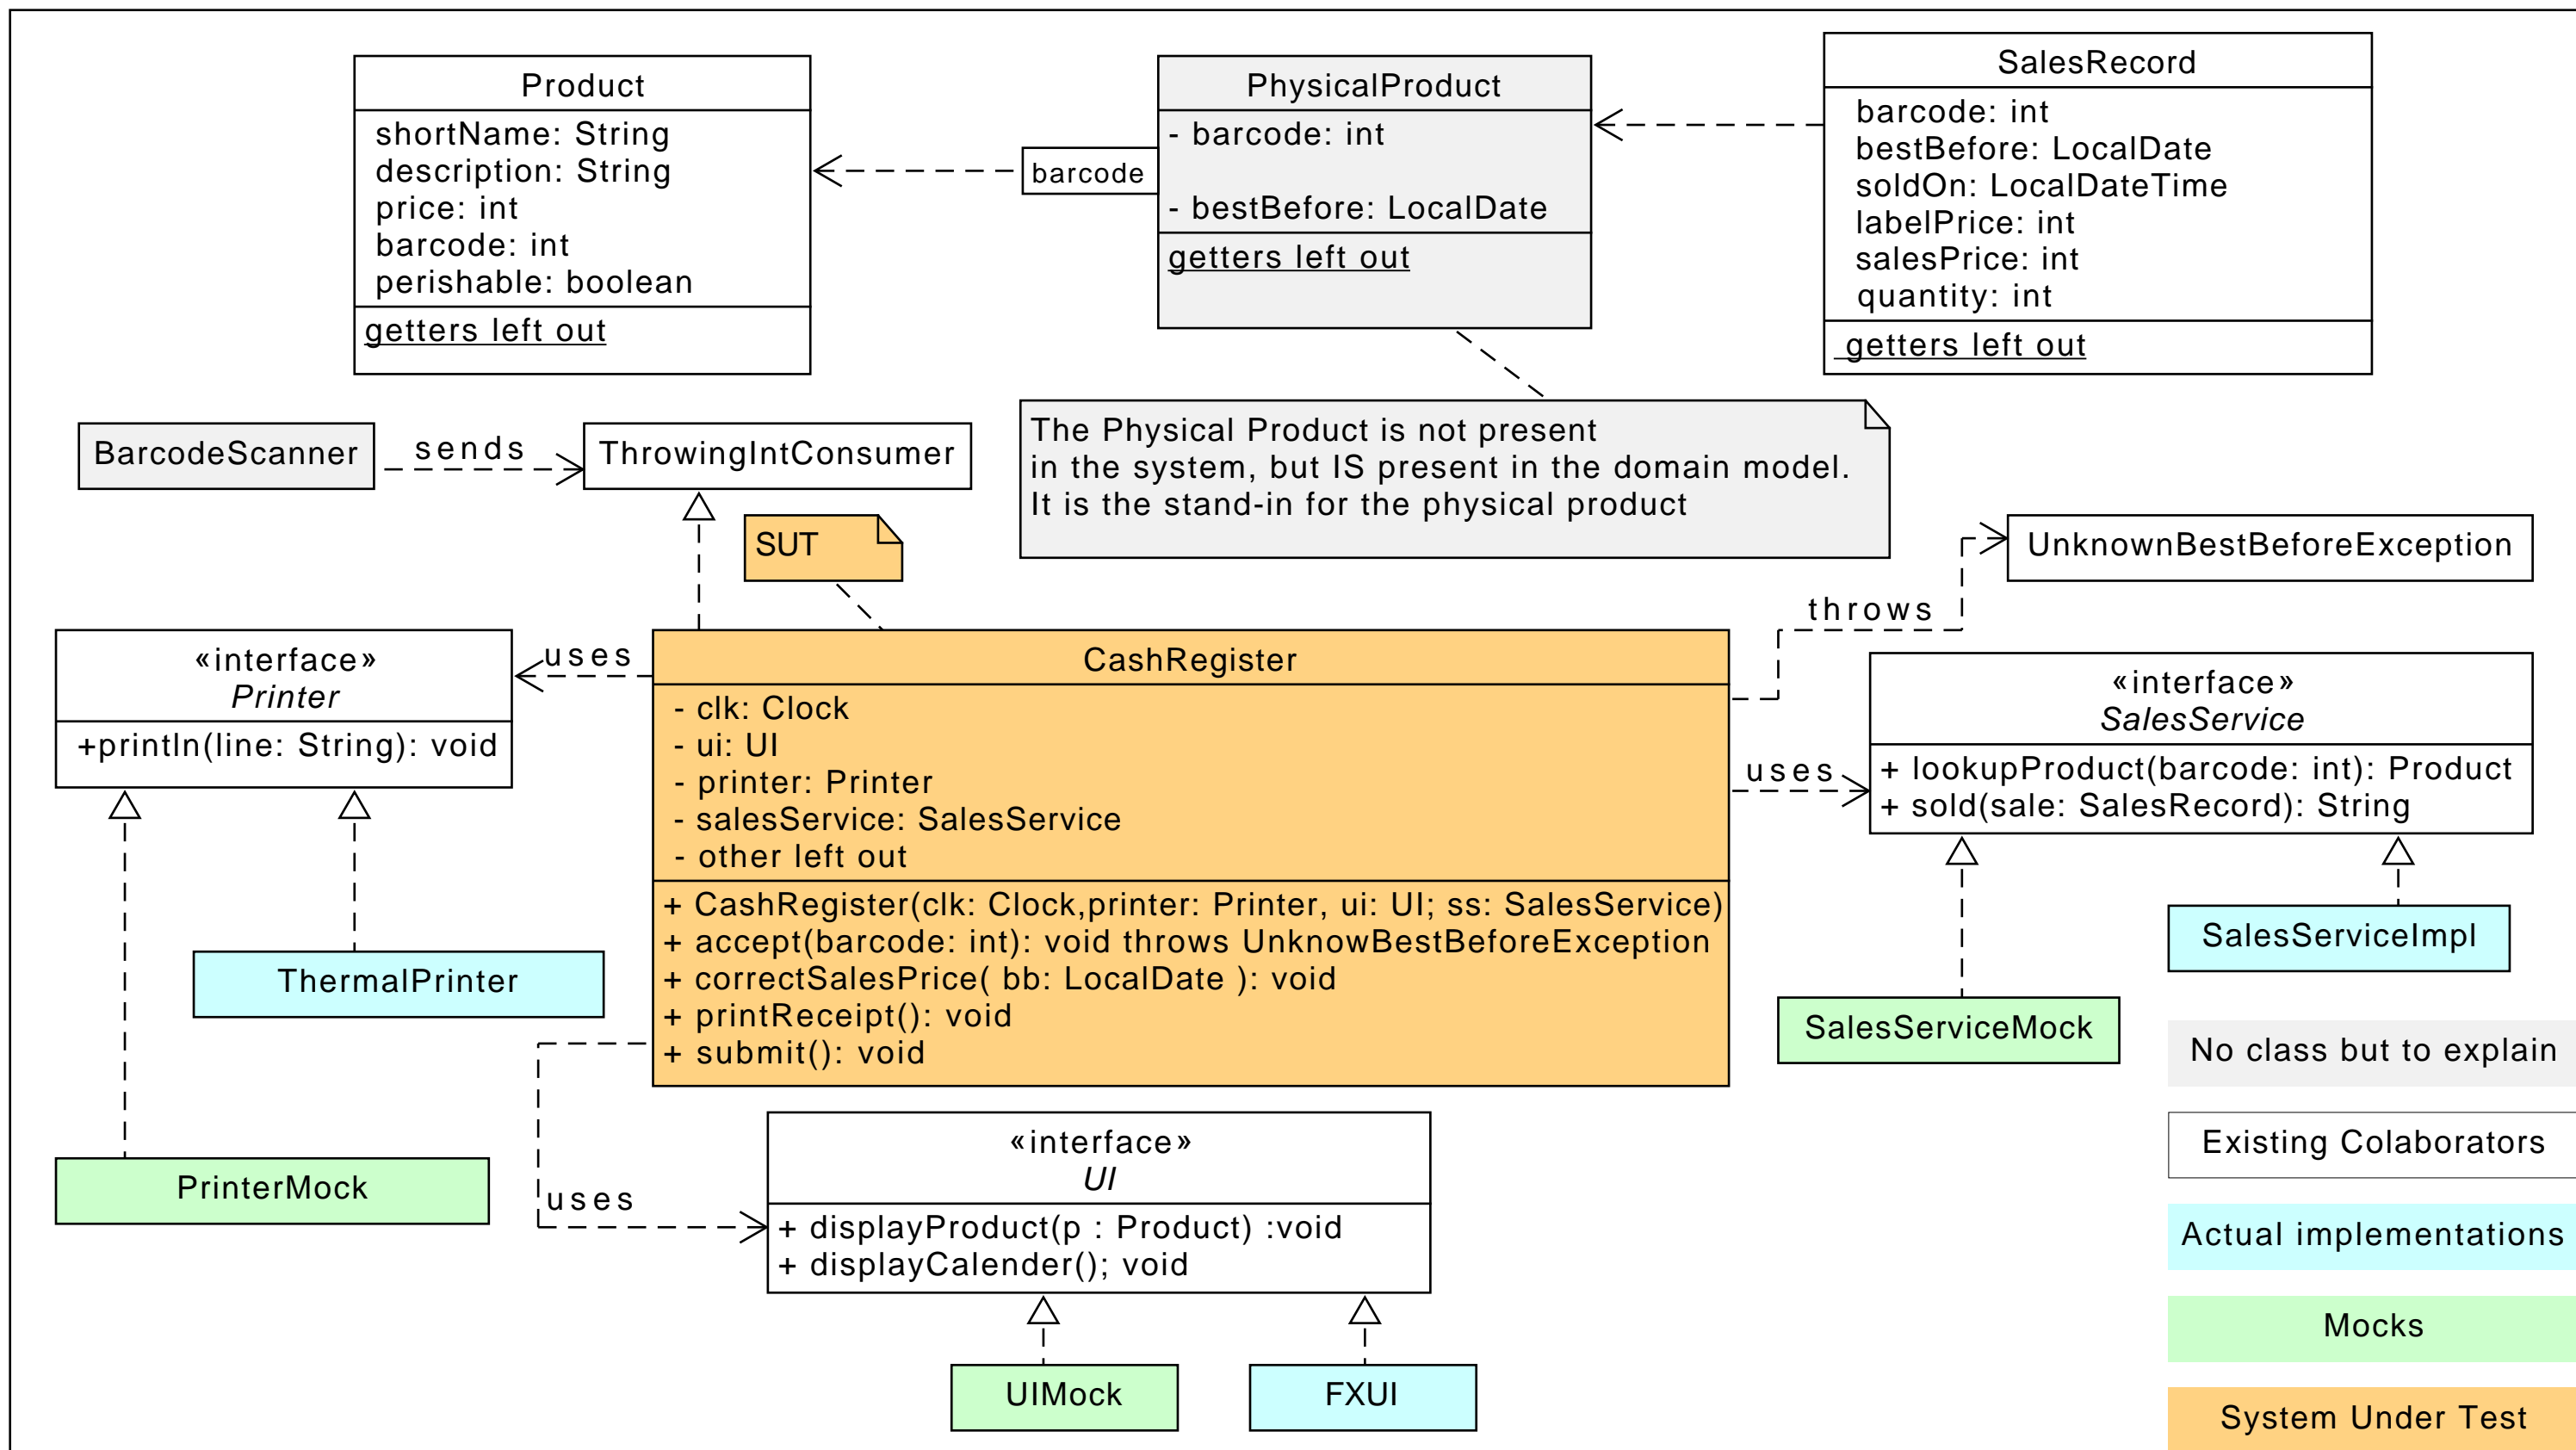 Product
shortName: String
description: String
price: int
barcode: int
perishable: boolean
getters left out
barcode
PhysicalProduct
- barcode: int
- bestBefore: LocalDate
getters left out
SalesRecord
barcode: int
bestBefore: LocalDate
soldOn: LocalDateTime
labelPrice: int
salesPrice: int
quantity: int
getters left out
BarcodeScanner
sends
ThrowingIntConsumer
The Physical Product is not present
in the system, but IS present in the domain model.
It is the stand-in for the physical product
SUT
UnknownBestBeforeException
throws
«interface»
Printer
+println(line: String): void
uses
CashRegister
- clk: Clock
- ui: UI
- printer: Printer
- salesService: SalesService
- other left out
+ CashRegister(clk: Clock,printer: Printer, ui: UI; ss: SalesService)
+ accept(barcode: int): void throws UnknowBestBeforeException
+ correctSalesPrice( bb: LocalDate ): void
+ printReceipt(): void
+ submit(): void
uses
«interface»
SalesService
+ lookupProduct(barcode: int): Product
+ sold(sale: SalesRecord): String
ThermalPrinter
SalesServiceImpl
SalesServiceMock
PrinterMock
uses
«interface»
UI
+ displayProduct(p : Product) :void
+ displayCalender(); void
UIMock
FXUI
No class but to explain
Existing Colaborators
Actual implementations
Mocks
System Under Test